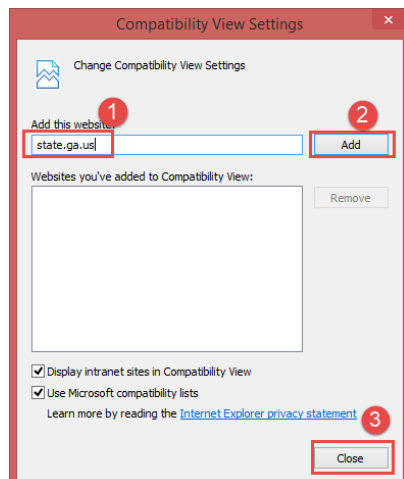 Compatibility View Settings
×
Change Compatibility View Settings
1
2
Add this website:
state.ga.us
Add
Websites you've added to Compatibility View:
Remove
Display intranet sites in Compatibility View
Use Microsoft compatibility lists
Learn more by reading the Internet Explorer privacy statement
3
Close